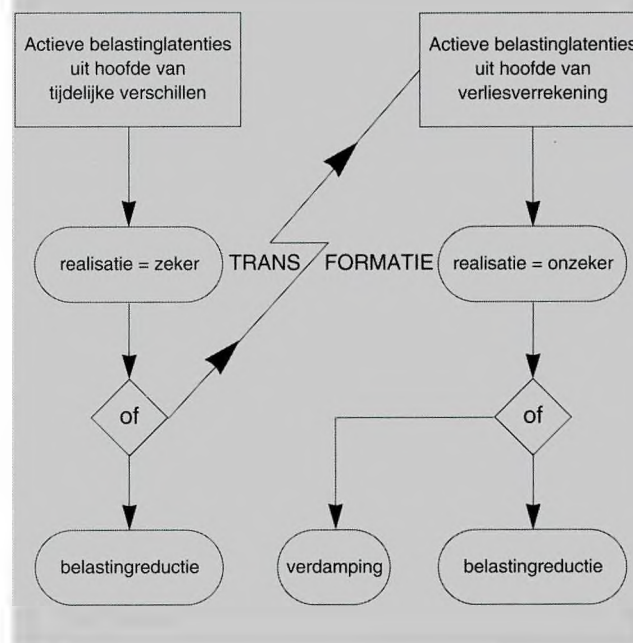 Actieve belastinglatenties
uit hoofde van
tijdelijke verschillen
Actieve belastinglatenties
uit hoofde van
verliesverrekening
realisatie = zeker
TRANS FORMATIE
realisatie = onzeker
of
of
belastingreductie
verdamping
belastingreductie